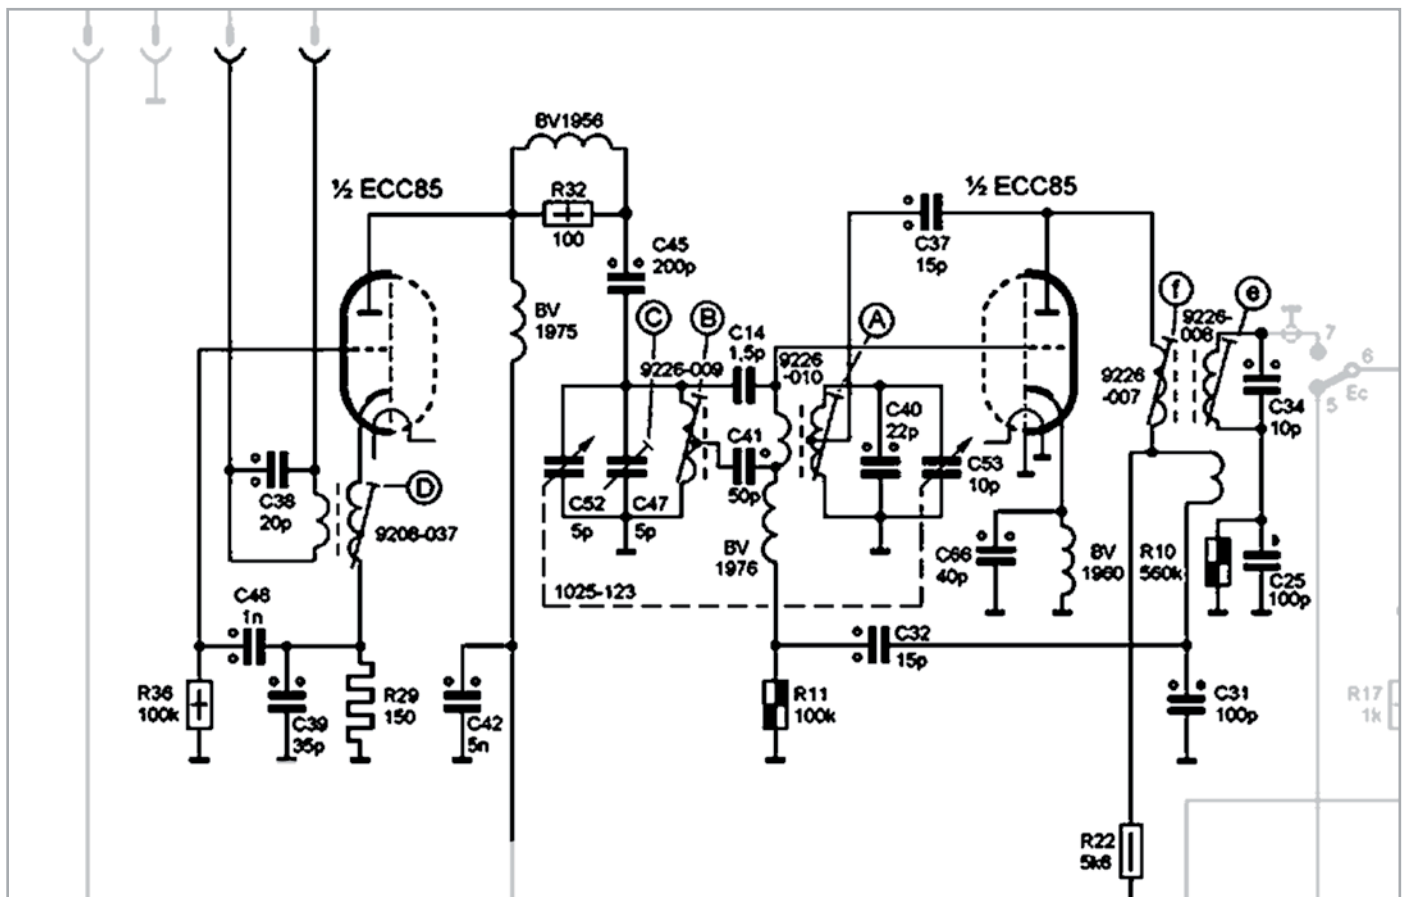 BV1956
½ ECC85
R32
100
½ ECC85
C45
200p
C37
15p
BV
1975
C
B
C14
1,5p
A
f
e
9226-
008
7
6
9226-009
9226
-010
9226
-007
5
Ec
C40
22p
C34
10p
C41
50p
C53
10p
C38
20p
D
9208-037
C52
5p
C47
5p
BV
1976
C66
40p
BV
1960
R10
560k
C25
100p
1025-123
C48
1n
C32
15p
R36
100k
C39
35p
R29
150
C42
5n
R11
100k
C31
100p
R17
1k
R22
5k6